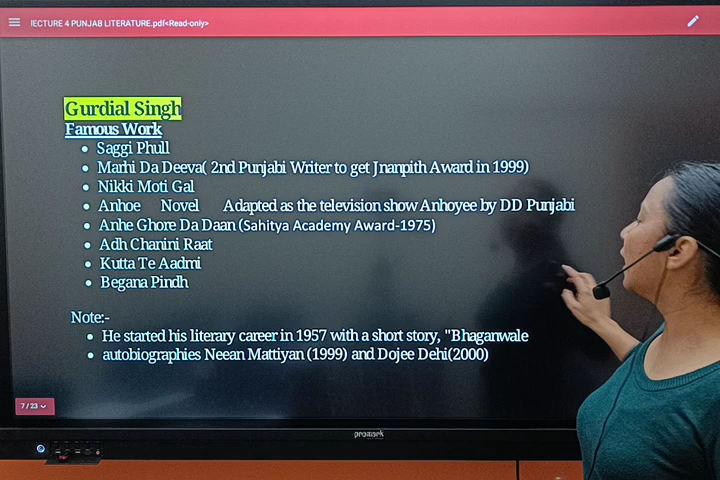 lECTURE 4 PUNJAB LITERATURE.pdf<Read-only>
Gurdial Singh
Famous Work
• Saggi Phull
• Marhi Da Deeva( 2nd Punjabi Writer to get Jnanpith Award in 1999)
• Nikki Moti Gal
• Anhoe Novel Adapted as the television show Anhoyee by DD Punjabi
• Anhe Ghore Da Daan (Sahitya Academy Award-1975)
• Adh Chanini Raat
• Kutta Te Aadmi
• Begana Pindh
Note:-
• He started his literary career in 1957 with a short story, "Bhaganwale
• autobiographies Neean Mattiyan (1999) and Dojee Dehi(2000)
7 / 23
promark